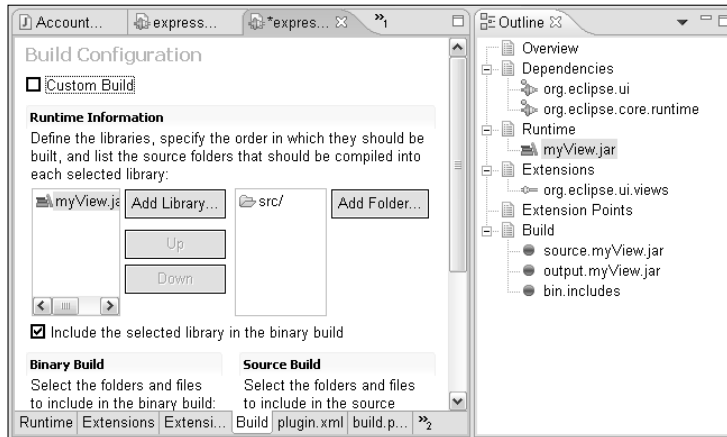 Account...
express...
*expres...
»1
Build Configuration
Custom Build
Runtime Information
Define the libraries, specify the order in which they should be
built, and list the source folders that should be compiled into
each selected library:
myView.ja
Add Library...
Up
Down
src/
Add Folder...
Include the selected library in the binary build
Binary Build
Select the folders and files
to include in the binary build:
Source Build
Select the folders and files
to include in the source
Runtime
Extensions
Extensi...
Build
plugin.xml
build.p...
»2
Outline
Overview
Dependencies
org.eclipse.ui
org.eclipse.core.runtime
Runtime
myView.jar
Extensions
org.eclipse.ui.views
Extension Points
Build
source.myView.jar
output.myView.jar
bin.includes